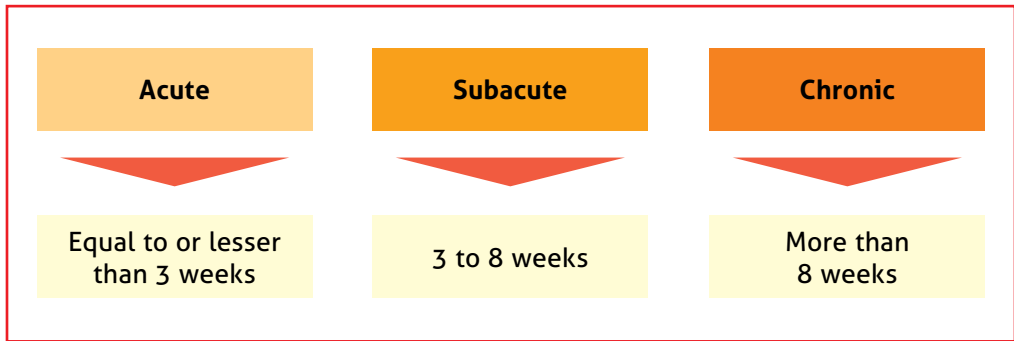 Acute
Subacute
Chronic
Equal to or lesser
than 3 weeks
3 to 8 weeks
More than
8 weeks